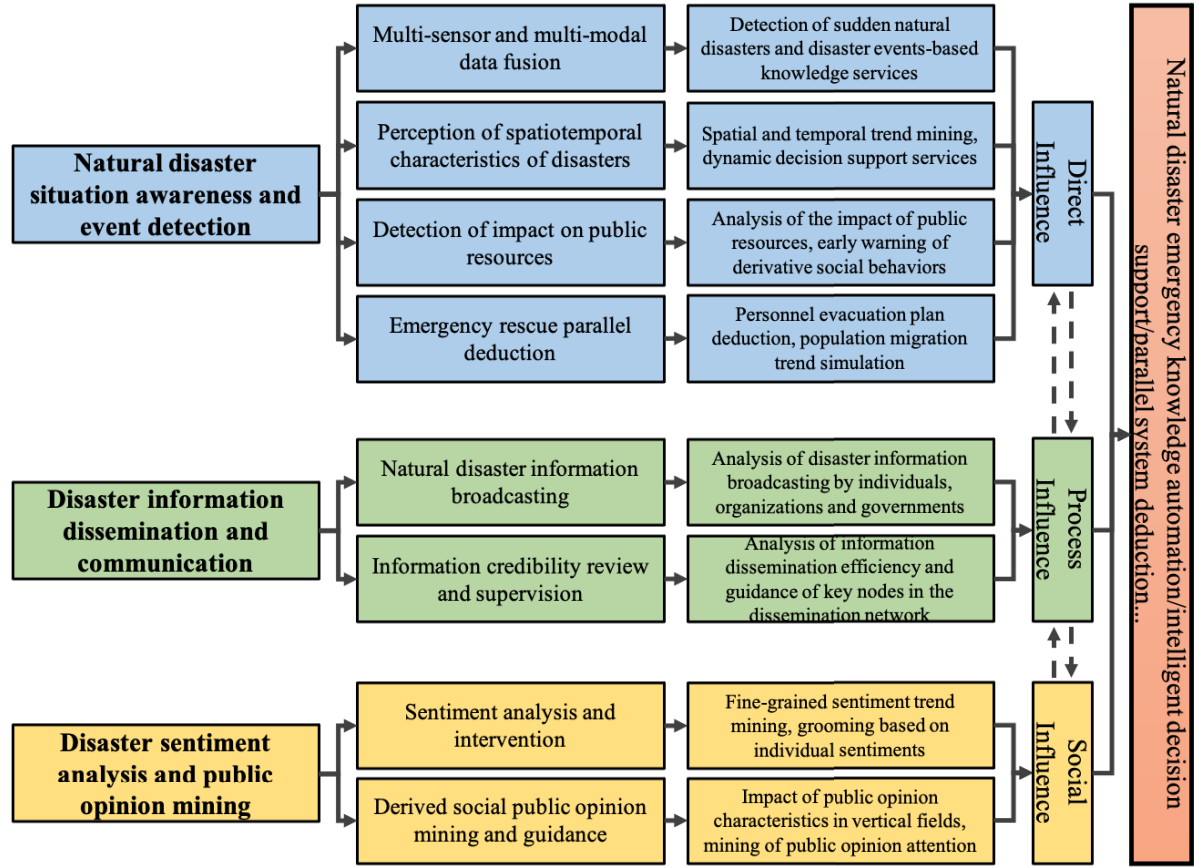 Natural disaster
situation awareness and
event detection
Multi-sensor and multi-modal
data fusion
Detection of sudden natural
disasters and disaster events-based
knowledge services
Perception of spatiotemporal
characteristics of disasters
Spatial and temporal trend mining,
dynamic decision support services
Detection of impact on public
resources
Analysis of the impact of public
resources, early warning of
derivative social behaviors
Emergency rescue parallel
deduction
Personnel evacuation plan
deduction, population migration
trend simulation
Direct
Influence
Disaster information
dissemination and
communication
Natural disaster information
broadcasting
Analysis of disaster information
broadcasting by individuals,
organizations and governments
Information credibility review
and supervision
Analysis of information
dissemination efficiency and
guidance of key nodes in the
dissemination network
Process
Influence
Disaster sentiment
analysis and public
opinion mining
Sentiment analysis and
intervention
Fine-grained sentiment trend
mining, grooming based on
individual sentiments
Derived social public opinion
mining and guidance
Impact of public opinion
characteristics in vertical fields,
mining of public opinion attention
Social
Influence
Natural disaster emergency knowledge automation/intelligent decision
support/parallel system deduction...